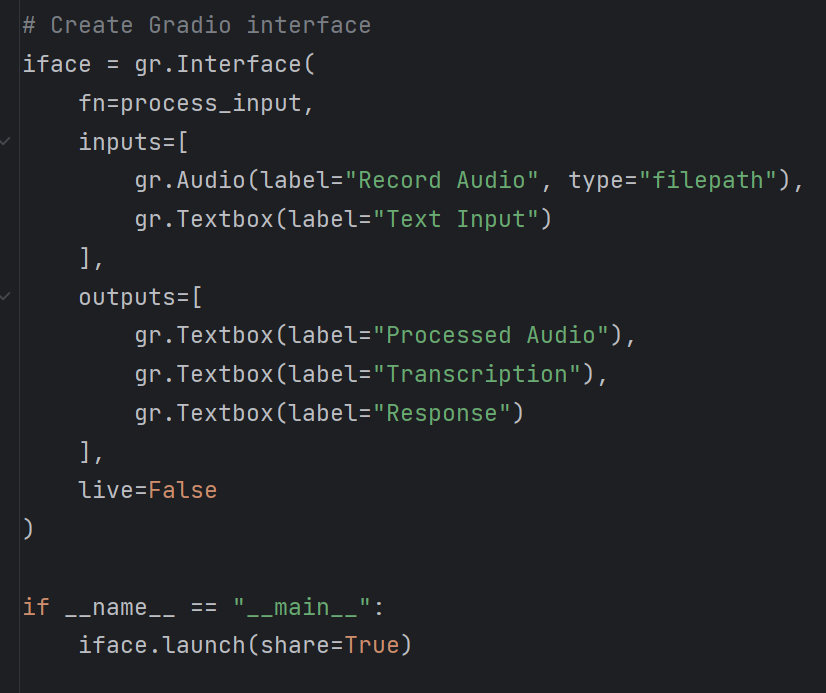 # Create Gradio interface
iface = gr.Interface(
    fn=process_input,
    inputs=[
        gr.Audio(label="Record Audio", type="filepath"),
        gr.Textbox(label="Text Input")
    ],
    outputs=[
        gr.Textbox(label="Processed Audio"),
        gr.Textbox(label="Transcription"),
        gr.Textbox(label="Response")
    ],
    live=False
)

if __name__ == "__main__":
    iface.launch(share=True)